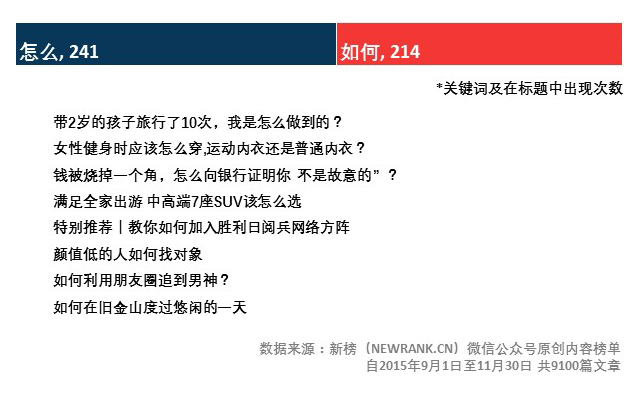 怎么, 241
如何, 214
*关键词及在标题中出现次数
带2岁的孩子旅行了10次，我是怎么做到的？
女性健身时应该怎么穿,运动内衣还是普通内衣？
钱被烧掉一个角，怎么向银行证明你 不是故意的”？
满足全家出游 中高端7座SUV该怎么选
特别推荐丨教你如何加入胜利日阅兵网络方阵
颜值低的人如何找对象
如何利用朋友圈追到男神？
如何在旧金山度过悠闲的一天
数据来源：新榜（NEWRANK.CN）微信公众号原创内容榜单
自2015年9月1日至11月30日 共9100篇文章